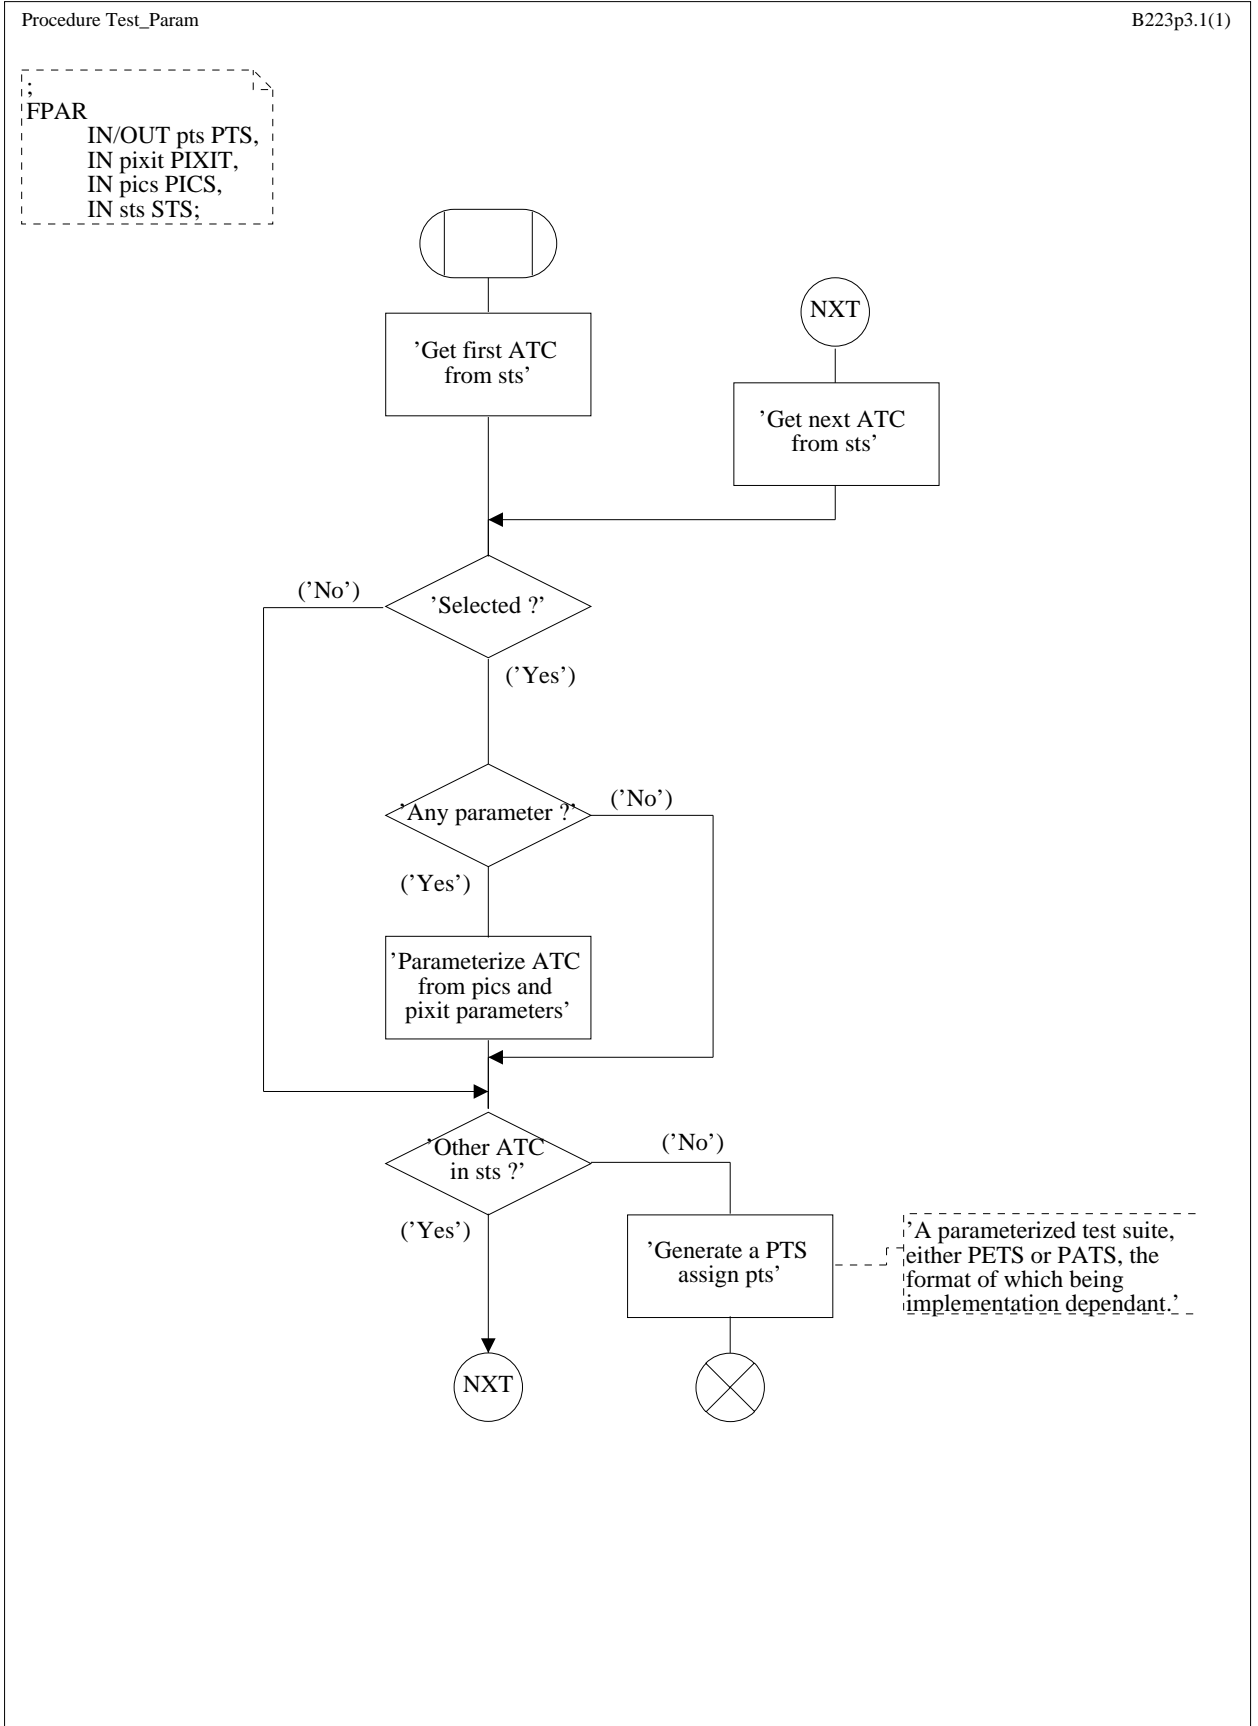 Procedure Test_Param
B223p3.1(1)
;
FPAR
IN/OUT pts PTS,
IN pixit PIXIT,
IN pics PICS,
IN sts STS;
NXT
’Get first ATC
from sts’
’Get next ATC
from sts’
(’No’)
’Selected ?’
(’Yes’)
’Any parameter ?’
(’No’)
(’Yes’)
’Parameterize ATC
from pics and
pixit parameters’
’Other ATC
in sts ?’
(’No’)
(’Yes’)
’Generate a PTS
assign pts’
’A parameterized test suite,
either PETS or PATS, the
format of which being
implementation dependant.’
NXT